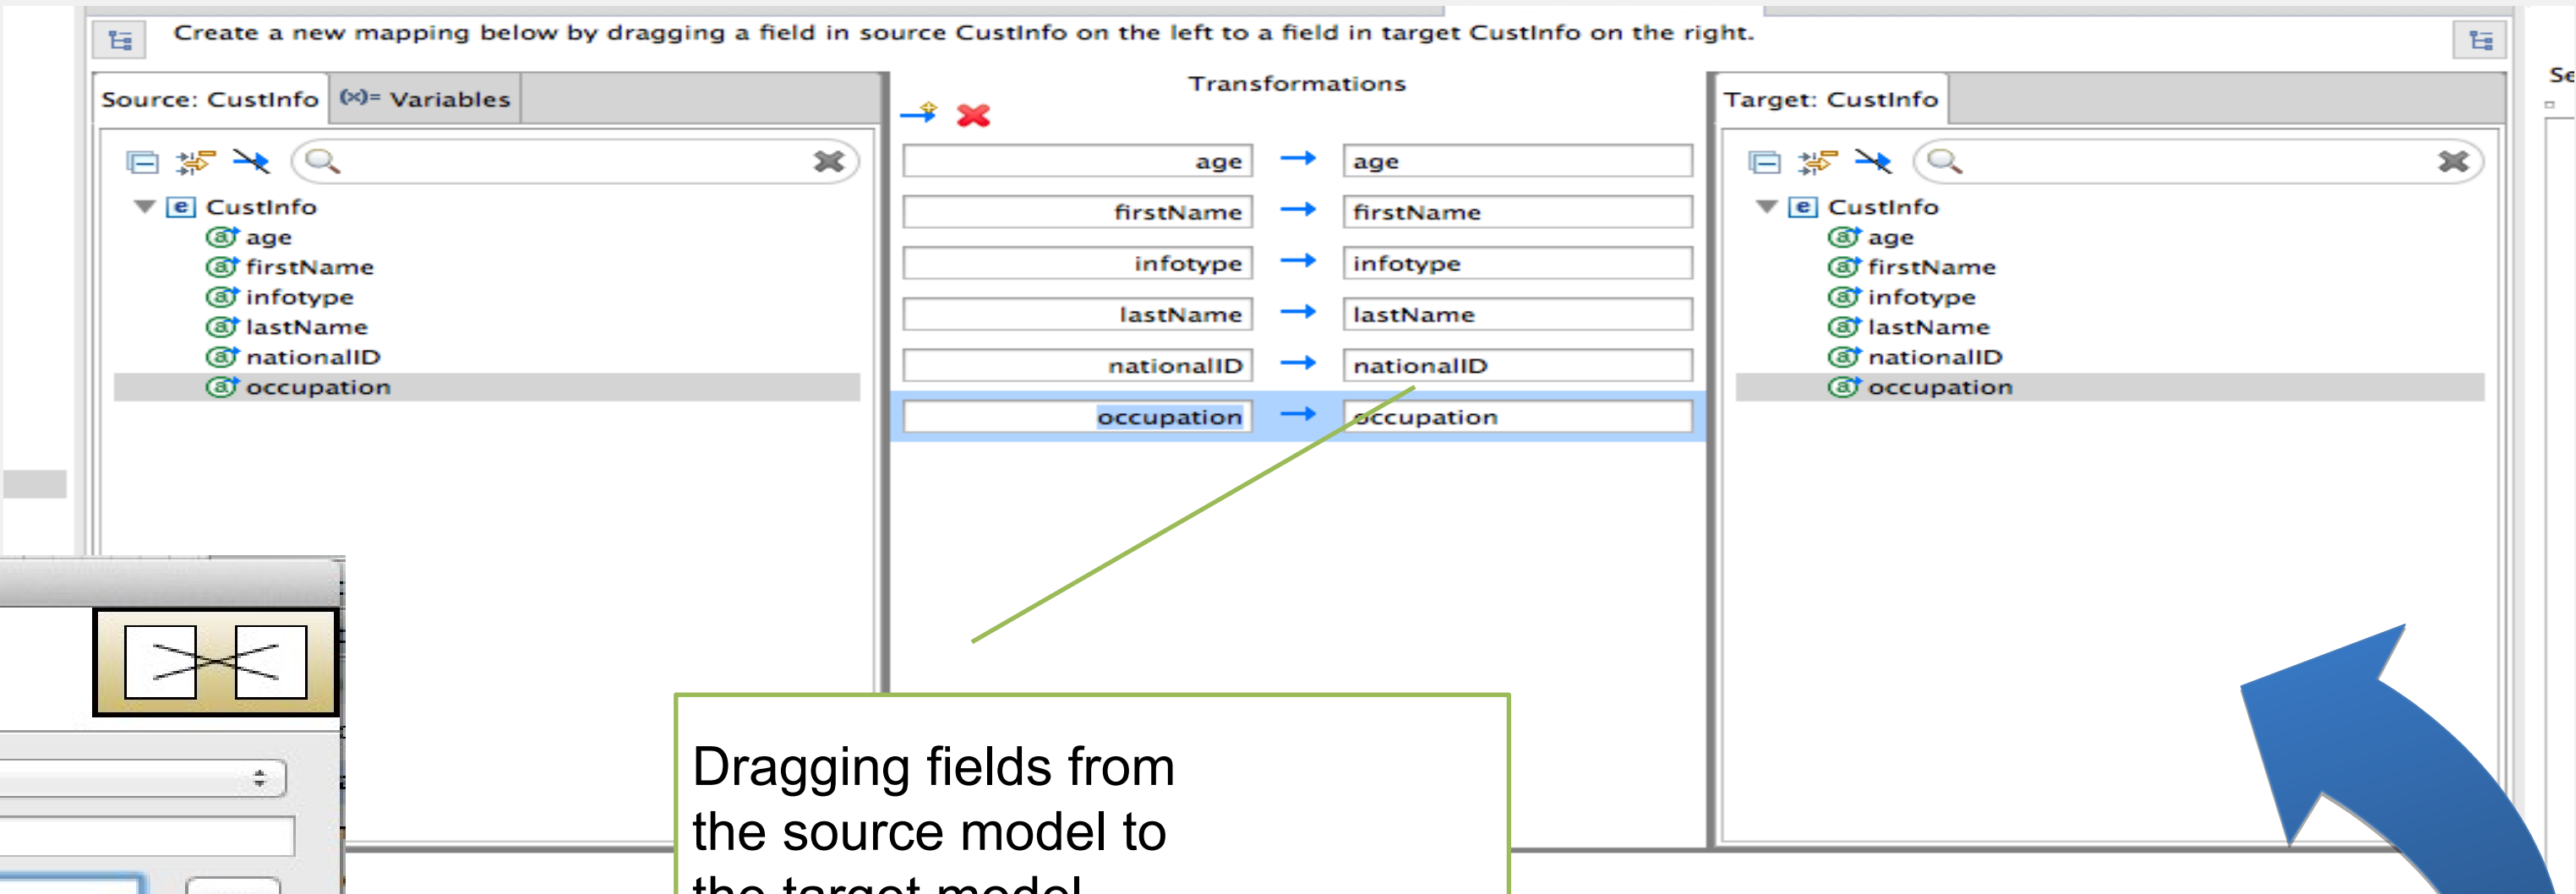 Create a new mapping below by dragging a field in source CustInfo on the left to a field in target CustInfo on the right.
Source: CustInfo
(x)= Variables
CustInfo
age
firstName
infotype
lastName
nationalID
occupation
Transformations
age → age
firstName → firstName
infotype → infotype
lastName → lastName
nationalID → nationalID
occupation → occupation
Target: CustInfo
CustInfo
age
firstName
infotype
lastName
nationalID
occupation
Dragging fields from
the source model to
the target model